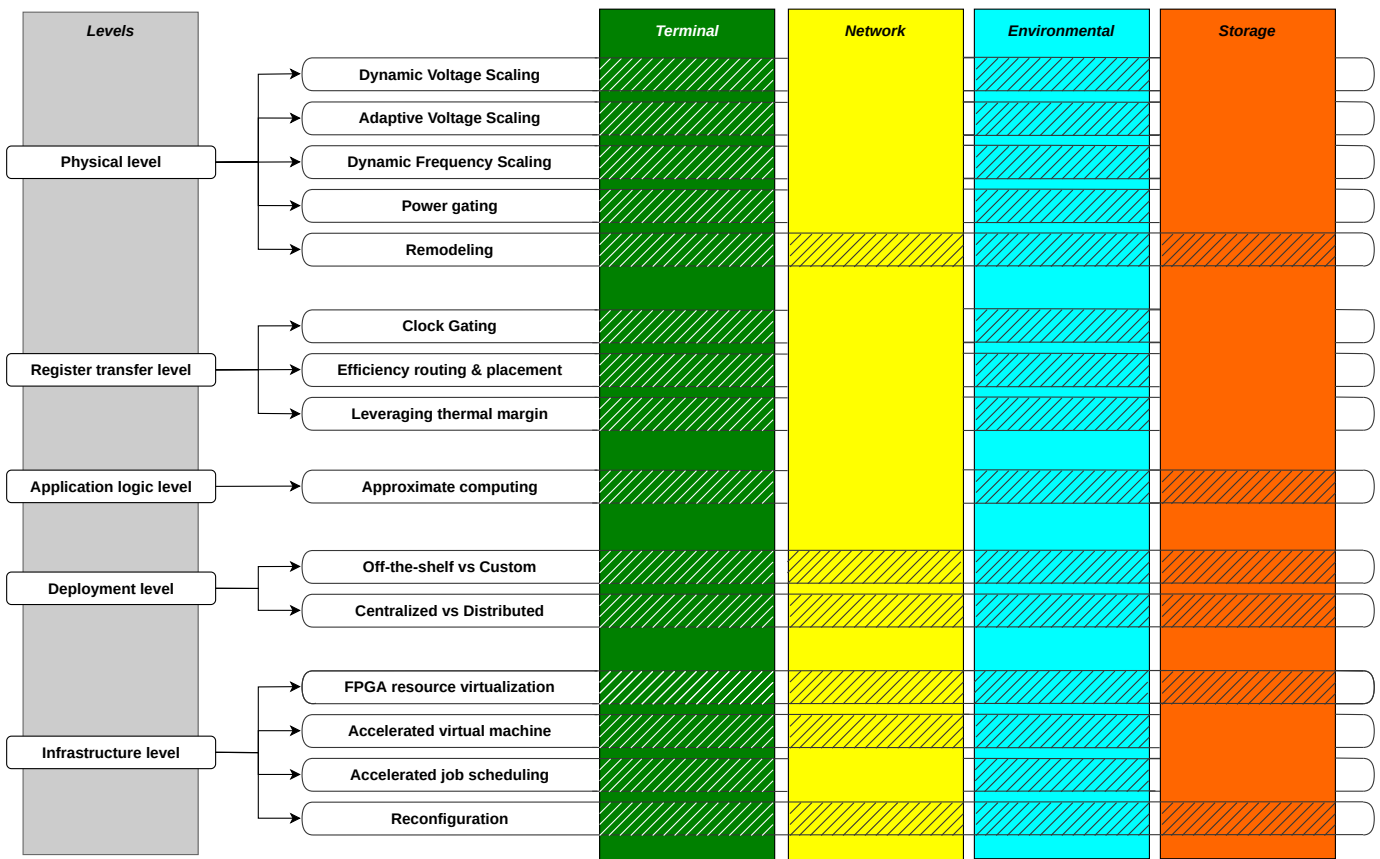 Levels
Terminal
Network
Environmental
Storage
Physical level
Dynamic Voltage Scaling
Adaptive Voltage Scaling
Dynamic Frequency Scaling
Power gating
Remodeling
Register transfer level
Clock Gating
Efficiency routing & placement
Leveraging thermal margin
Application logic level
Approximate computing
Deployment level
Off-the-shelf vs Custom
Centralized vs Distributed
Infrastructure level
FPGA resource virtualization
Accelerated virtual machine
Accelerated job scheduling
Reconfiguration